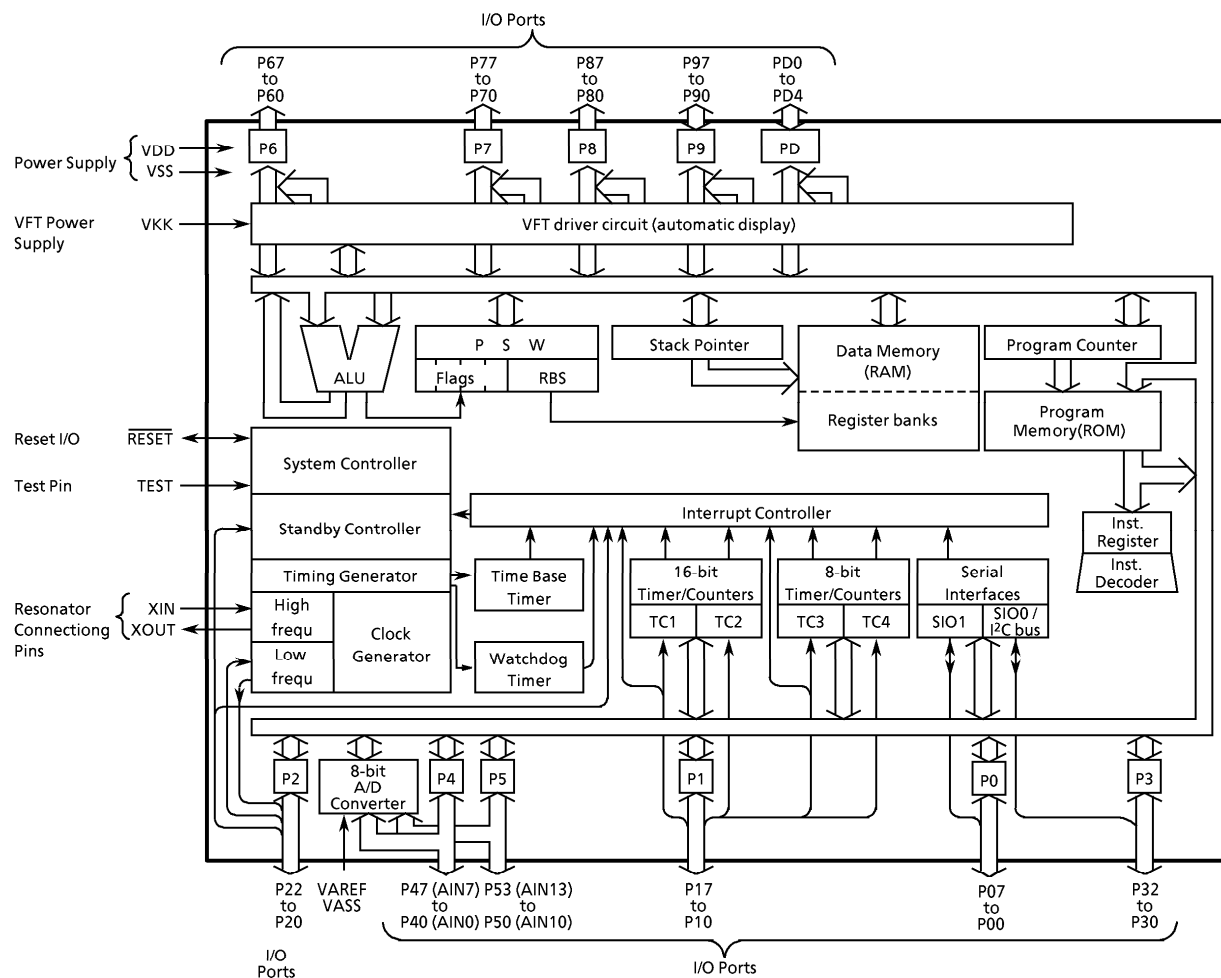 I/O Ports
P67 to P60
P77 to P70
P87 to P80
P97 to P90
PD0 to PD4
Power Supply
VDD
VSS
P6
P7
P8
P9
PD
VFT Power Supply
VKK
VFT driver circuit (automatic display)
ALU
P S W
Flags
RBS
Stack Pointer
Data Memory (RAM)
Register banks
Program Counter
Program Memory(ROM)
Reset I/O
RESET
Test Pin
TEST
System Controller
Standby Controller
Interrupt Controller
Inst. Register
Inst. Decoder
Timing Generator
Time Base Timer
16-bit Timer/Counters
TC1
TC2
8-bit Timer/Counters
TC3
TC4
Serial Interfaces
SIO1
SIO0 / I²C bus
Resonator Connectiong Pins
XIN
XOUT
High frequ
Low frequ
Clock Generator
Watchdog Timer
P2
8-bit A/D Converter
P4
P5
P1
P0
P3
P22 to P20
VAREF
VASS
P47 (AIN7) to P40 (AIN0)
P53 (AIN13) to P50 (AIN10)
P17 to P10
P07 to P00
P32 to P30
I/O Ports
I/O Ports